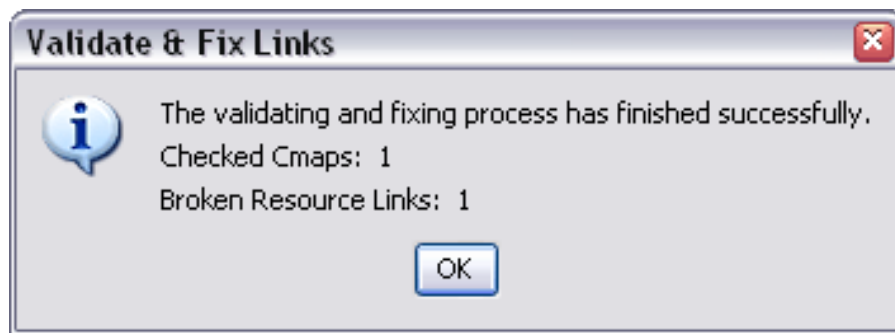 Validate & Fix Links
The validating and fixing process has finished successfully.
Checked Cmaps: 1
Broken Resource Links: 1
OK